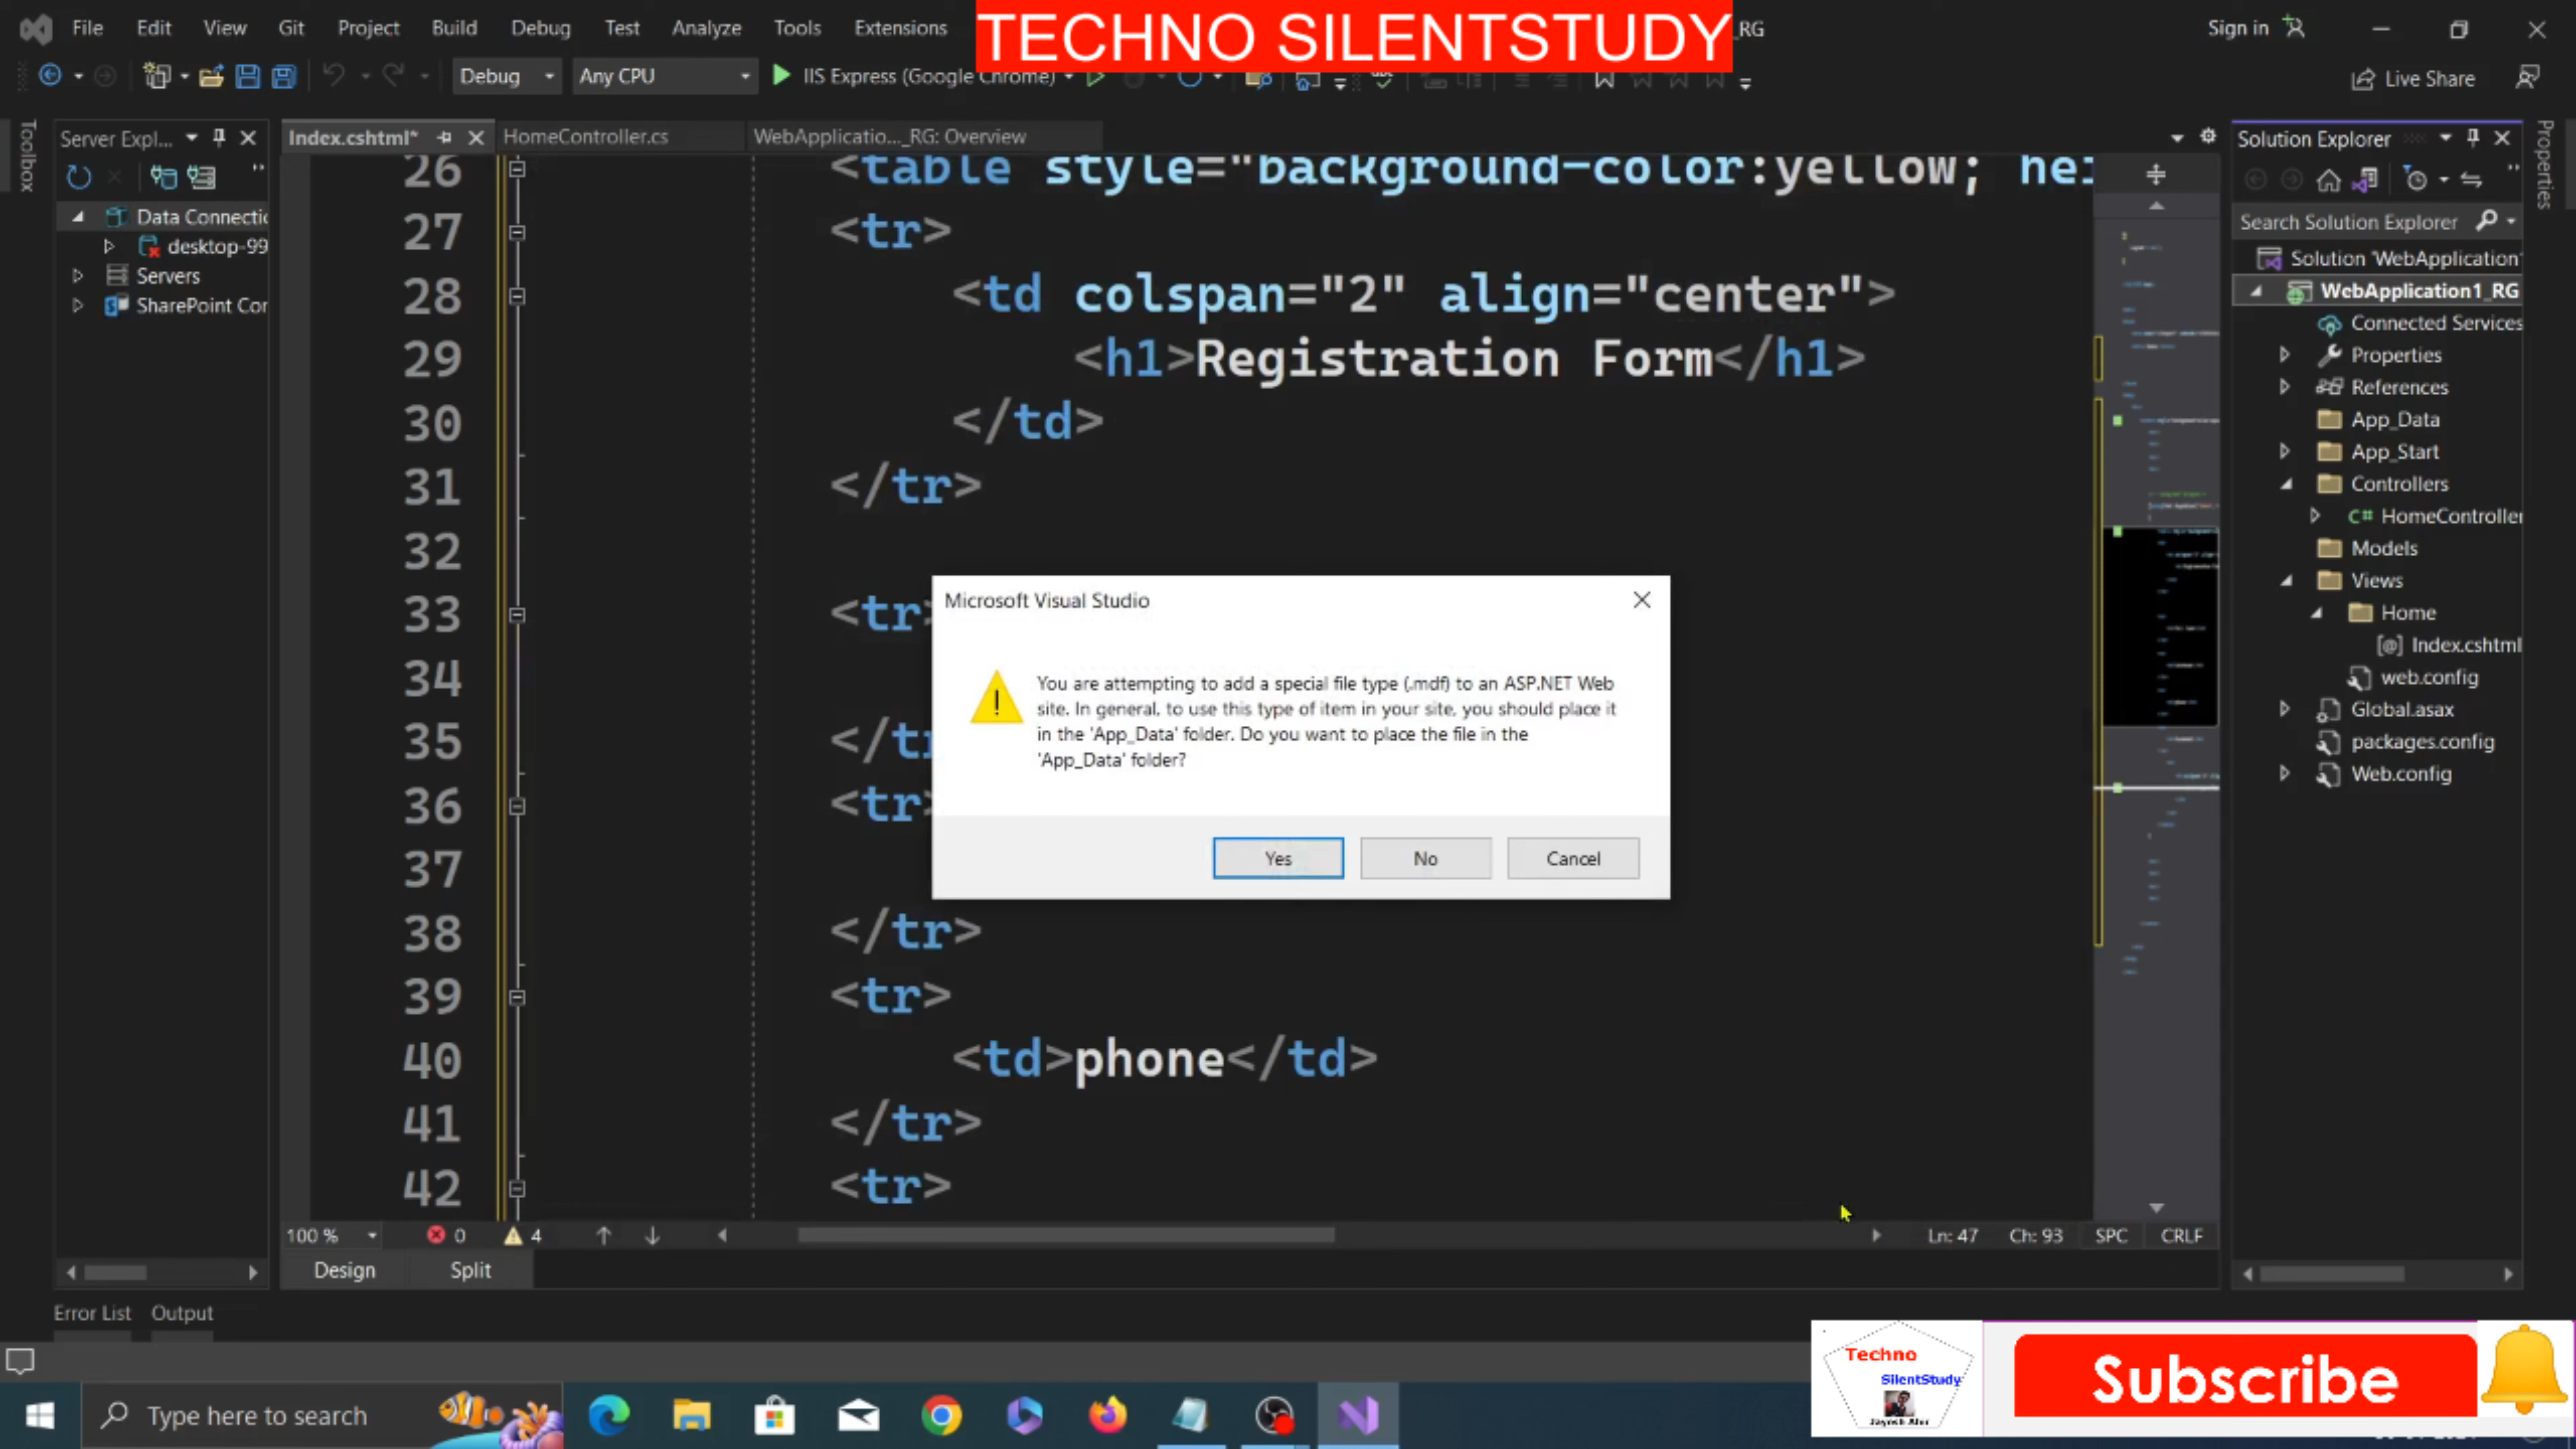 File Edit View Git Project Build Debug Test Analyze Tools Extensions
TECHNO SILENTSTUDY
_RG
Sign in
Debug Any CPU IIS Express (Google Chrome)
Live Share
Toolbox
Server Expl...
Index.cshtml*
HomeController.cs
WebApplicatio..._RG: Overview
Solution Explorer
Properties
Data Connectic
desktop-99
Servers
SharePoint Cor
Search Solution Explorer
Solution 'WebApplication'
WebApplication1_RG
Connected Services
Properties
References
App_Data
App_Start
Controllers
C# HomeController
Models
Views
Home
[@] Index.cshtml
web.config
Global.asax
packages.config
Web.config
26 <table style="background-color:yellow; hei
27 <tr>
28 <td colspan="2" align="center">
29 <h1>Registration Form</h1>
30 </td>
31 </tr>
32
33 <tr>
34
35 </tr
36 <tr>
37
38 </tr>
39 <tr>
40 <td>phone</td>
41 </tr>
42 <tr>
Microsoft Visual Studio
You are attempting to add a special file type (.mdf) to an ASP.NET Web
site. In general, to use this type of item in your site, you should place it
in the 'App_Data' folder. Do you want to place the file in the
'App_Data' folder?
Yes No Cancel
100 % 0 4
Ln: 47 Ch: 93 SPC CRLF
Design Split
Error List Output
Type here to search
Techno
SilentStudy
Jayesh Ahir
Subscribe